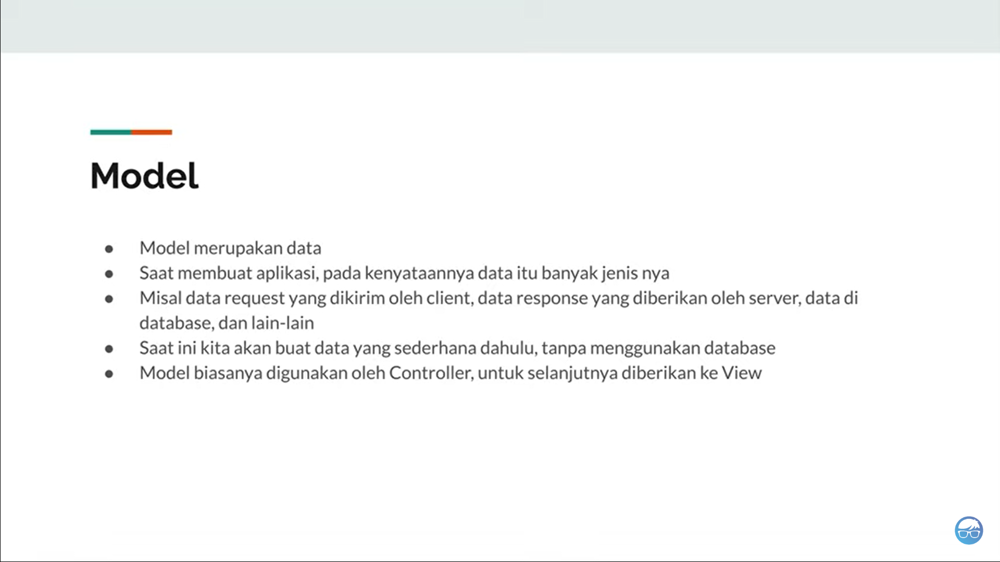 Model
● Model merupakan data
● Saat membuat aplikasi, pada kenyataannya data itu banyak jenis nya
● Misal data request yang dikirim oleh client, data response yang diberikan oleh server, data di
database, dan lain-lain
● Saat ini kita akan buat data yang sederhana dahulu, tanpa menggunakan database
● Model biasanya digunakan oleh Controller, untuk selanjutnya diberikan ke View